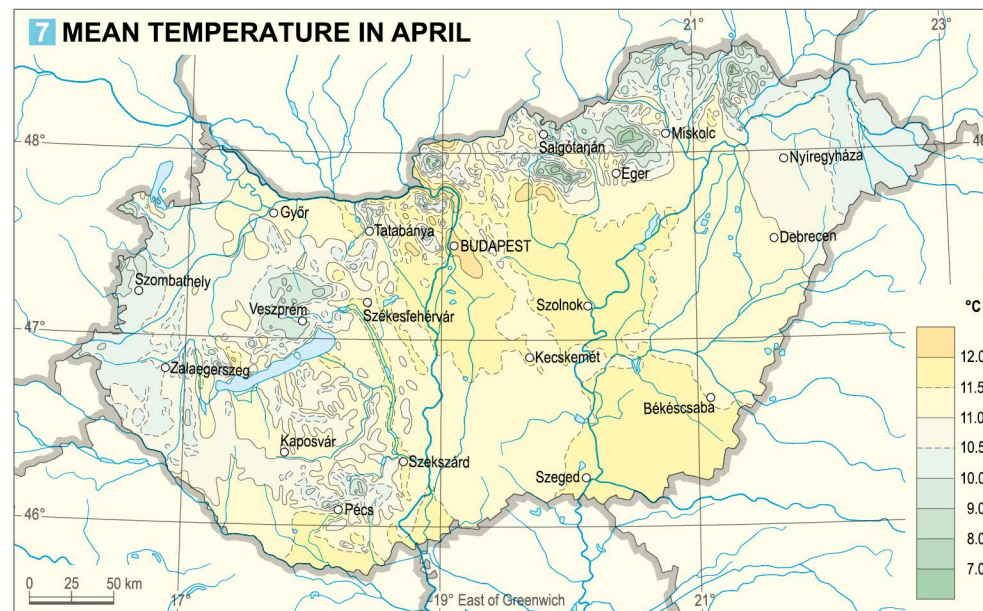 7 MEAN TEMPERATURE IN APRIL
21°
23°
48°
Salgótarján
Miskolc
48°
Nyíregyháza
Eger
Győr
Tatabánya
BUDAPEST
Debrecen
Szombathely
Veszprém
Székesfehérvár
Szolnok
47°
Kecskemét
Zalaegerszeg
Békéscsaba
Kaposvár
Szekszárd
Szeged
46°
Pécs
°C
12.0
11.5
11.0
10.5
10.0
9.0
8.0
7.0
0 25 50 km
17°
19° East of Greenwich
21°